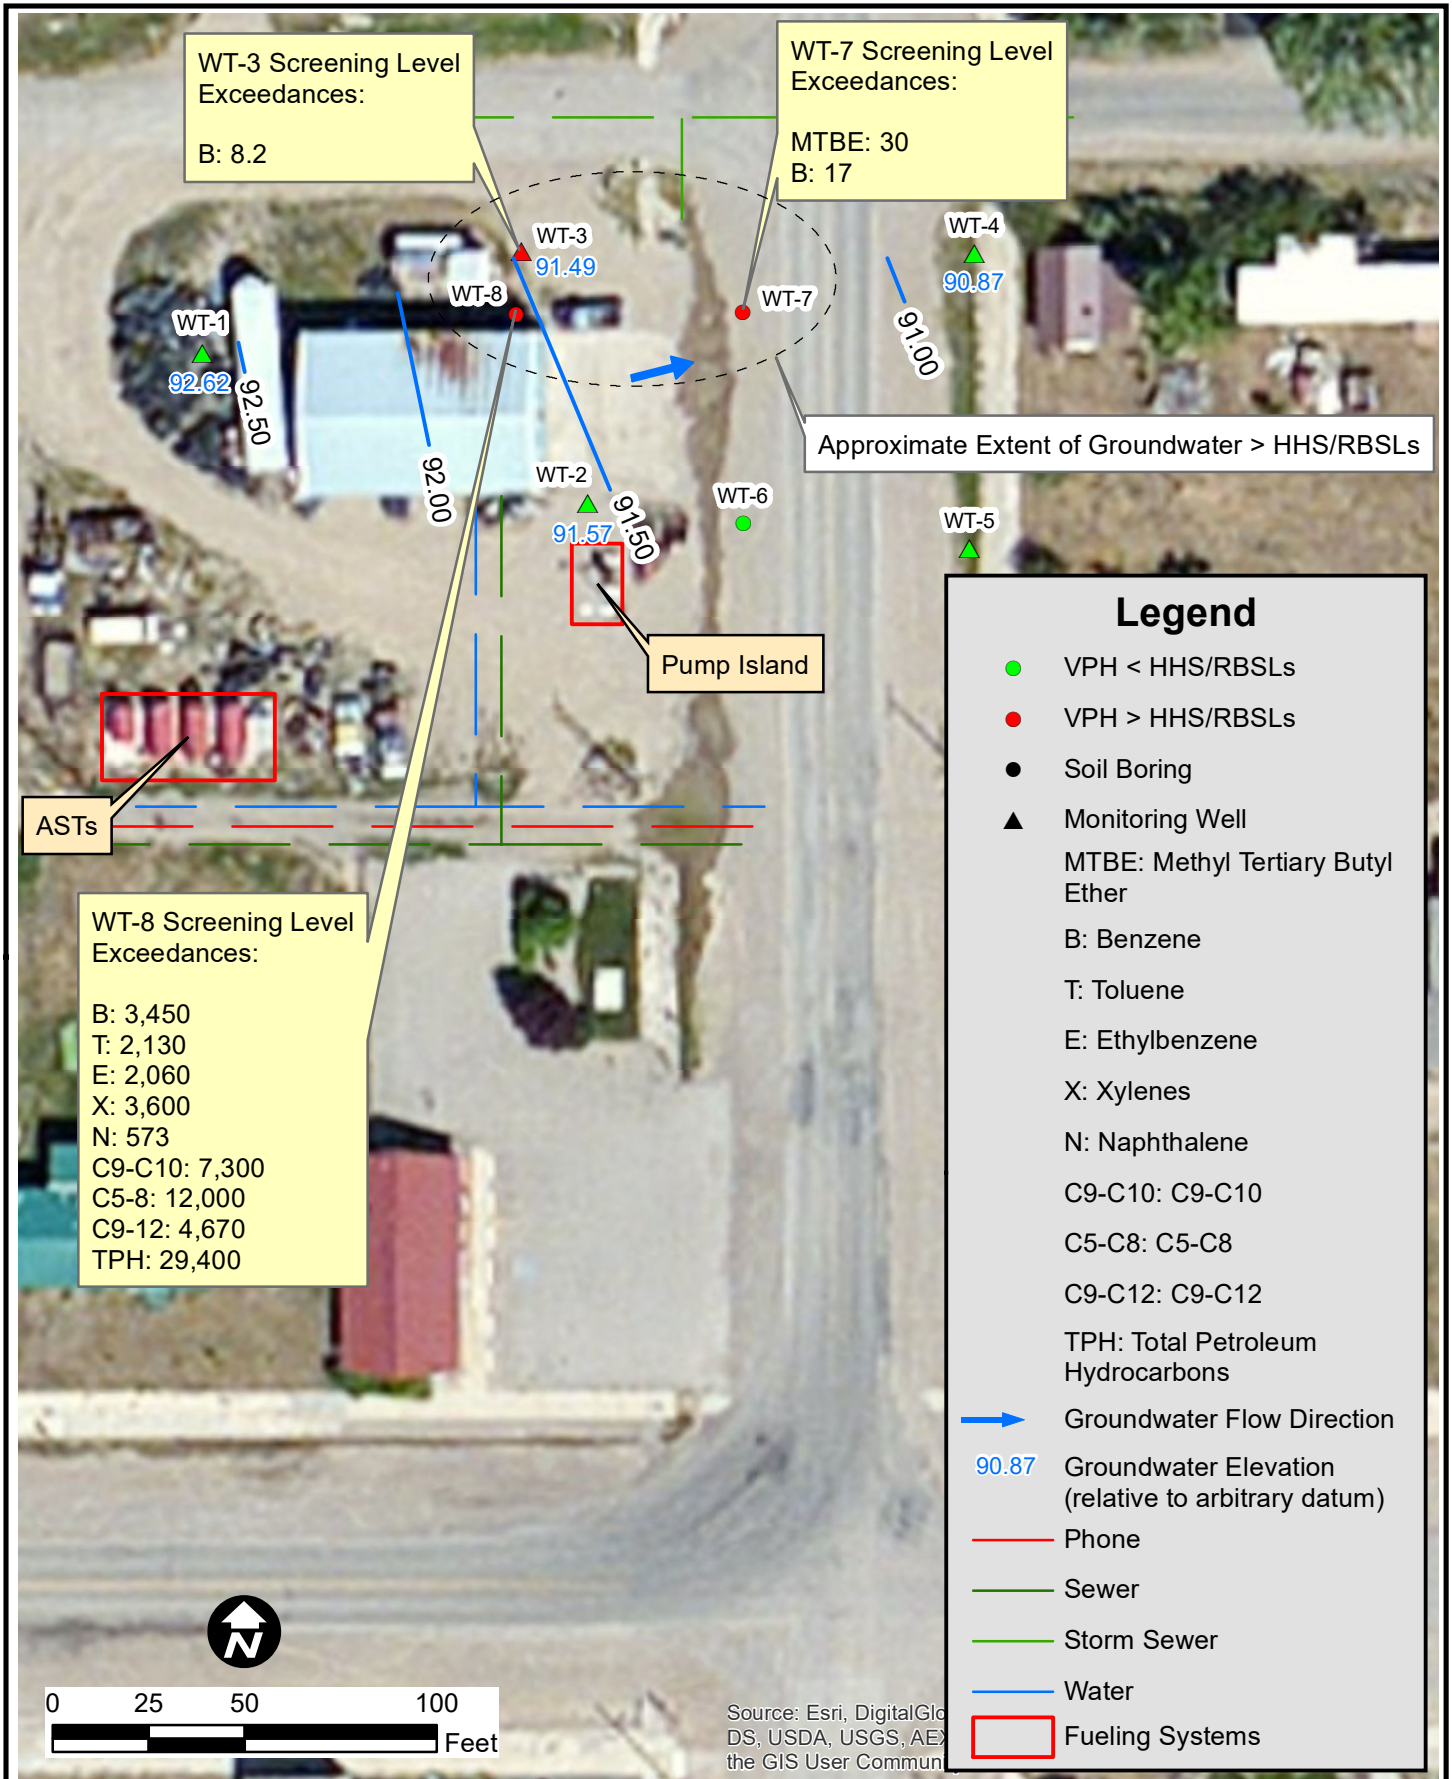 WT-3 Screening Level
Exceedances:
B: 8.2
WT-7 Screening Level
Exceedances:
MTBE: 30
B: 17
WT-3
91.49
WT-4
90.87
WT-8
WT-7
WT-1
92.62
92.50
91.00
Approximate Extent of Groundwater > HHS/RBSLs
92.00
WT-2
91.57
91.50
WT-6
WT-5
Pump Island
ASTs
WT-8 Screening Level
Exceedances:
B: 3,450
T: 2,130
E: 2,060
X: 3,600
N: 573
C9-C10: 7,300
C5-8: 12,000
C9-12: 4,670
TPH: 29,400
Legend
VPH < HHS/RBSLs
VPH > HHS/RBSLs
Soil Boring
Monitoring Well
MTBE: Methyl Tertiary Butyl
Ether
B: Benzene
T: Toluene
E: Ethylbenzene
X: Xylenes
N: Naphthalene
C9-C10: C9-C10
C5-C8: C5-C8
C9-C12: C9-C12
TPH: Total Petroleum
Hydrocarbons
Groundwater Flow Direction
90.87 Groundwater Elevation
(relative to arbitrary datum)
Phone
Sewer
Storm Sewer
Water
Fueling Systems
N
0 25 50 100
Feet
Source: Esri, DigitalGlo
DS, USDA, USGS, AEX
the GIS User Commun